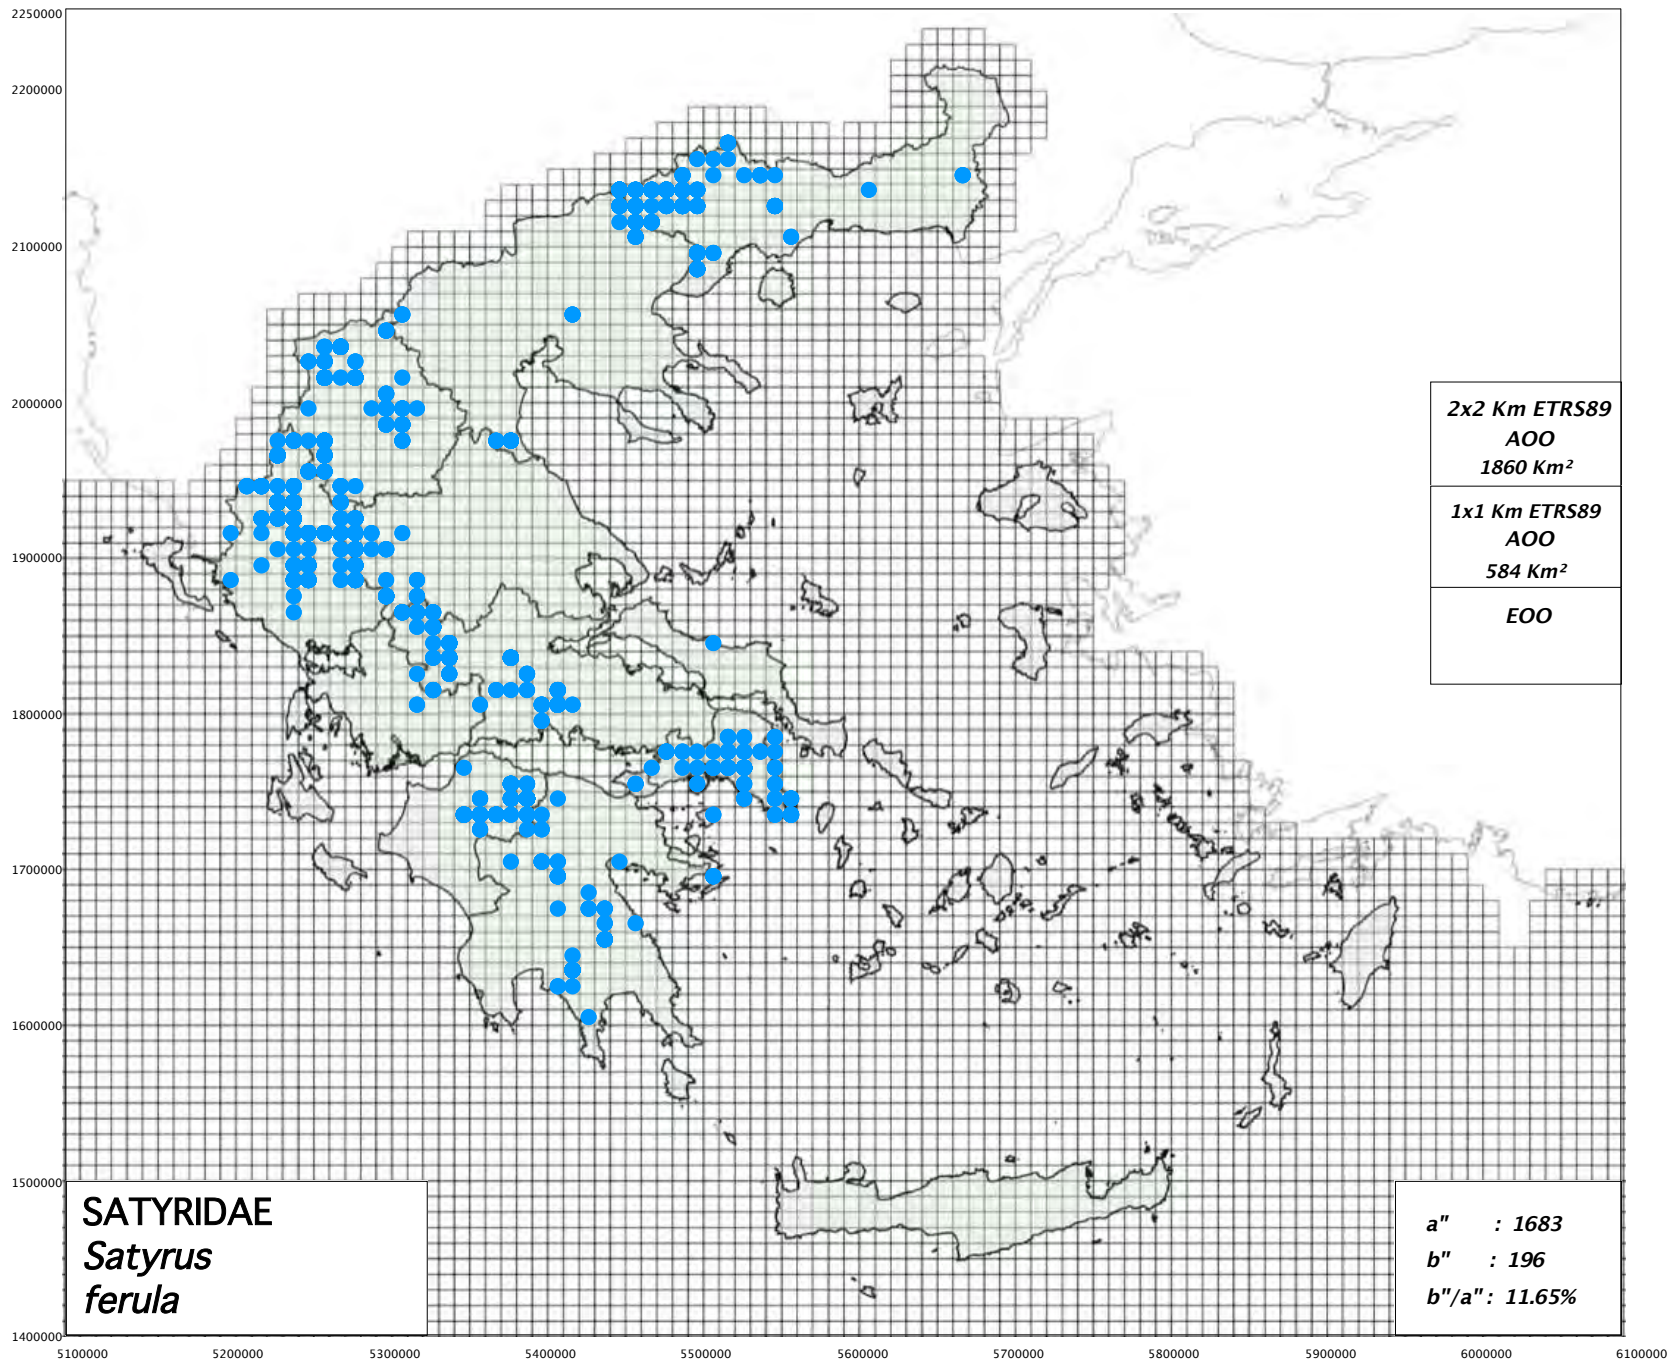 2250000
2200000
2100000
2000000
1900000
1800000
1700000
1600000
1500000
1400000
2x2 Km ETRS89
AOO
1860 Km²
1x1 Km ETRS89
AOO
584 Km²
EOO
SATYRIDAE
Satyrus
ferula
a" : 1683
b" : 196
b"/a" : 11.65%
5100000 5200000 5300000 5400000 5500000 5600000 5700000 5800000 5900000 6000000 6100000